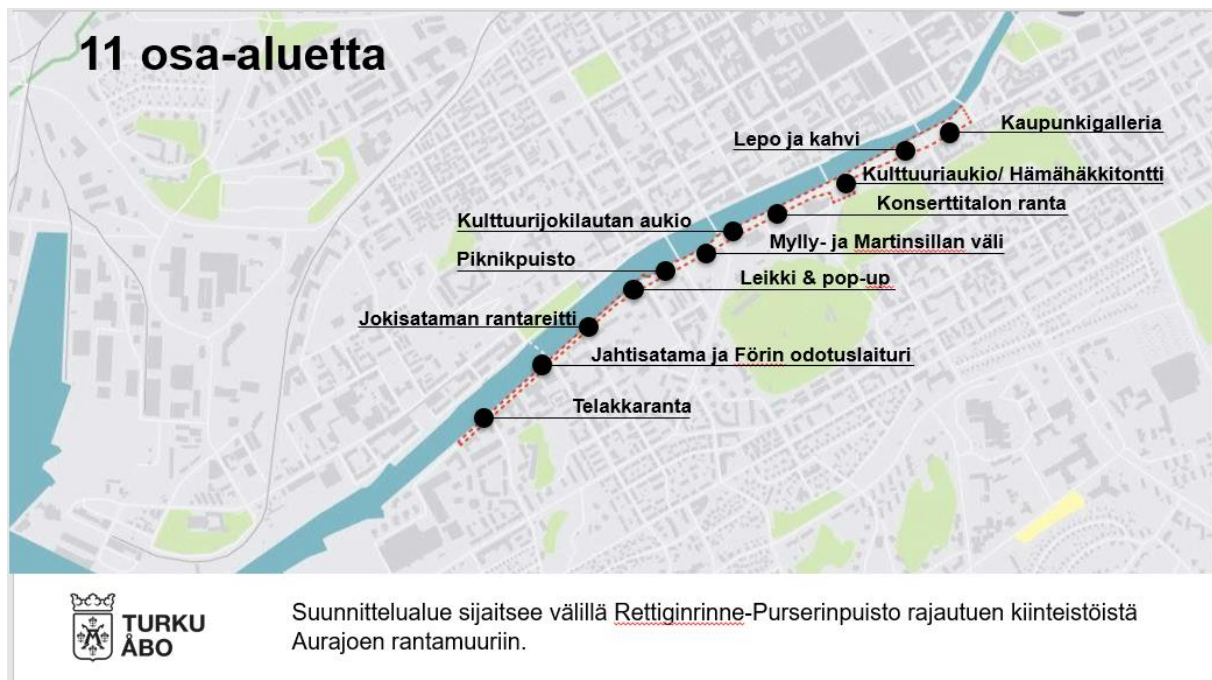 11 osa-aluetta
Kaupunkigalleria
Lepo ja kahvi
Kulttuuriaukio/ Hämähäkkitontti
Konserttitalon ranta
Kulttuurijokilautan aukio
Mylly- ja Martinsillan väli
Piknikpuisto
Leikki & pop-up
Jokisataman rantareitti
Jahtisatama ja Förin odotuslaituri
Telakkaranta
TURKU
ÅBO
Suunnittelualue sijaitsee välillä Rettiginrinne-Purserinpuisto rajautuen kiinteistöistä
Aurajoen rantamuuriin.